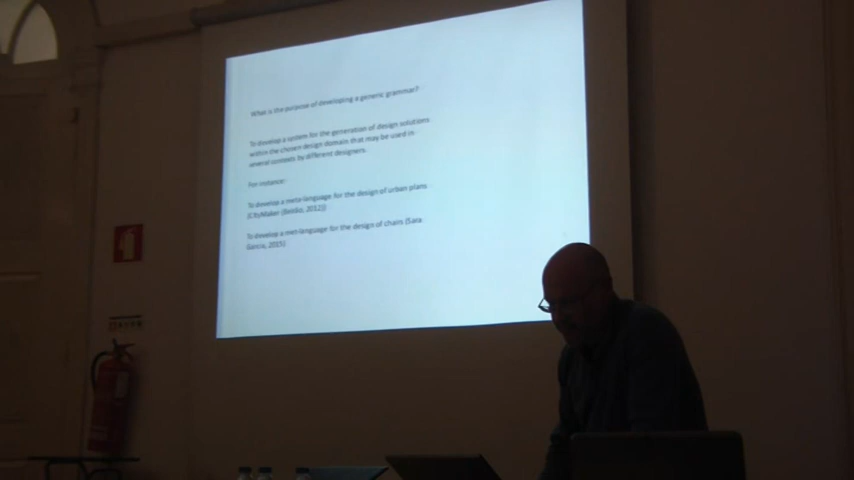 What is the purpose of developing a generic grammar?
To develop a system for the generation of design solutions
within the chosen design domain that may be used in
several contexts by different designers.
For instance:
To develop a meta-language for the design of urban plans
(CityMaker (Beirão, 2012))
To develop a met-language for the design of chairs (Sara
Garcia, 2015)